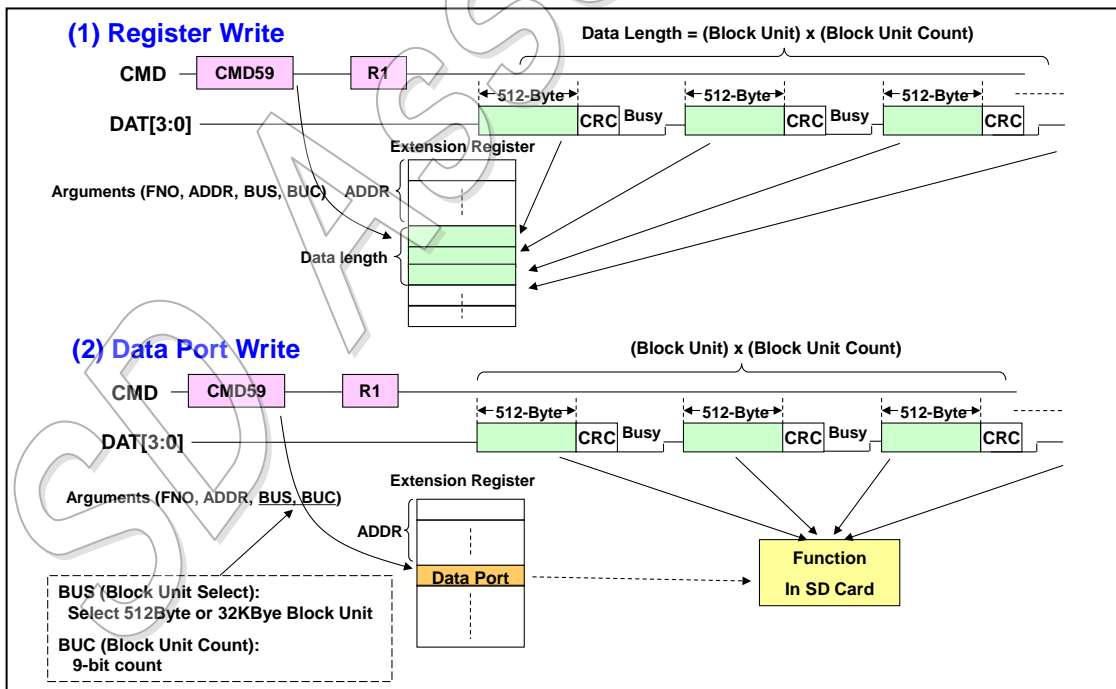 (1) Register Write
Data Length = (Block Unit) x (Block Unit Count)
CMD CMD59 R1
512-Byte 512-Byte 512-Byte
DAT[3:0] CRC Busy CRC Busy CRC
Extension Register
Arguments (FNO, ADDR, BUS, BUC) ADDR
Data length
(2) Data Port Write
(Block Unit) x (Block Unit Count)
CMD CMD59 R1
512-Byte 512-Byte 512-Byte
DAT[3:0] CRC Busy CRC Busy CRC
Extension Register
Arguments (FNO, ADDR, BUS, BUC)
ADDR
Data Port
Function
In SD Card
BUS (Block Unit Select):
Select 512Byte or 32KBye Block Unit
BUC (Block Unit Count):
9-bit count
SD Asso